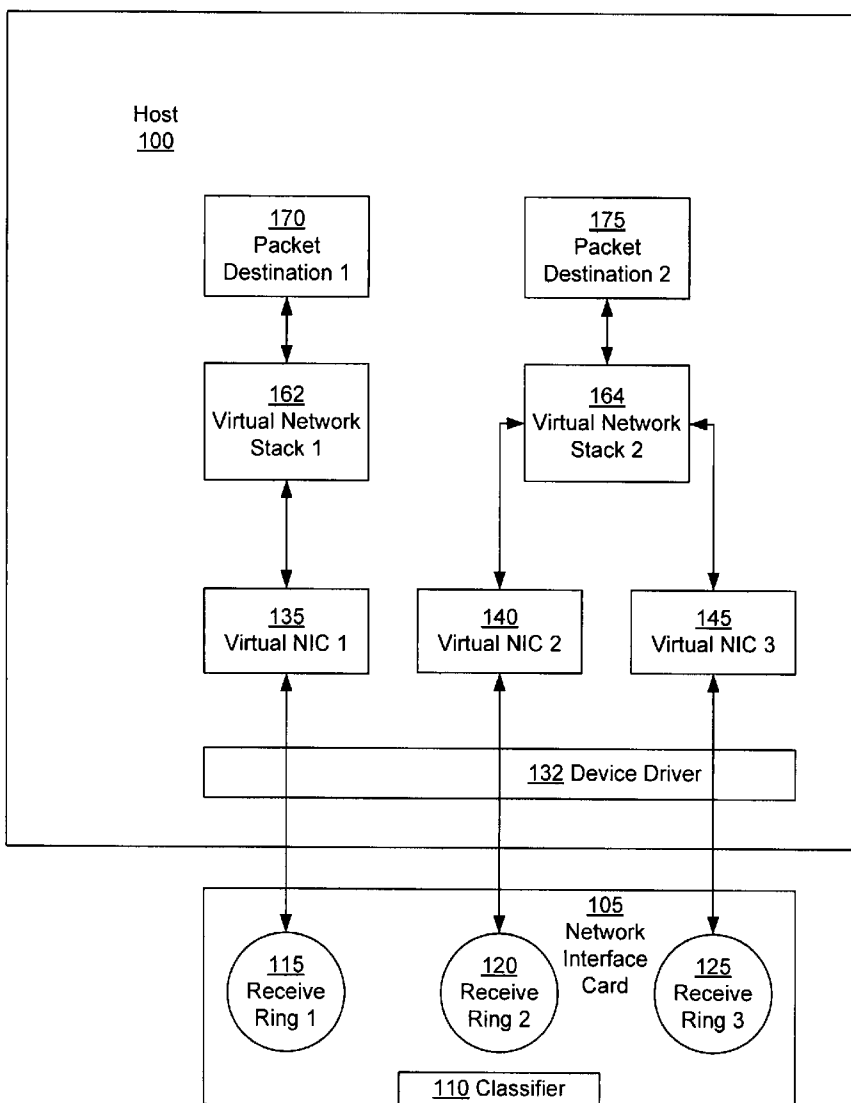 Host
100
170
Packet
Destination 1
175
Packet
Destination 2
162
Virtual Network
Stack 1
164
Virtual Network
Stack 2
135
Virtual NIC 1
140
Virtual NIC 2
145
Virtual NIC 3
132 Device Driver
105
Network
Interface
Card
115
Receive
Ring 1
120
Receive
Ring 2
125
Receive
Ring 3
110 Classifier